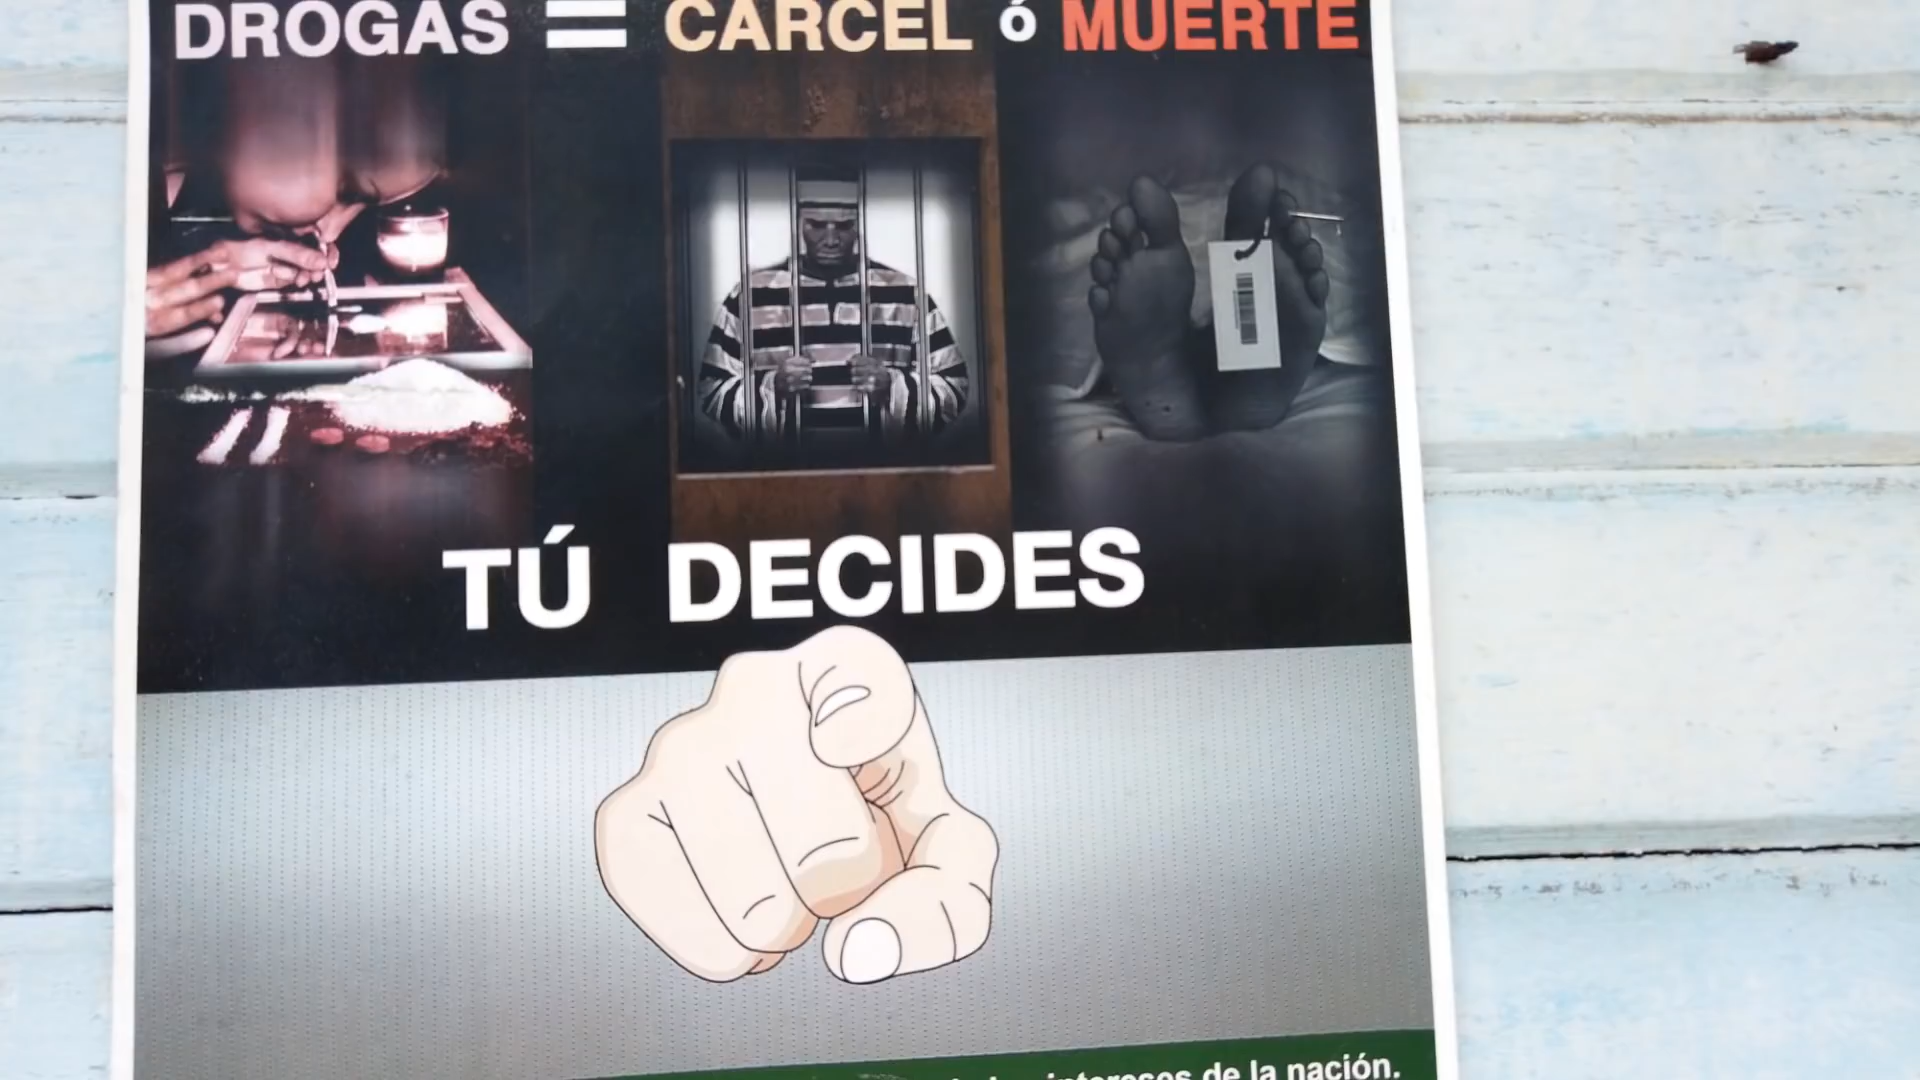 DROGAS = CARCEL ó MUERTE
TÚ DECIDES
intereses de la nación.